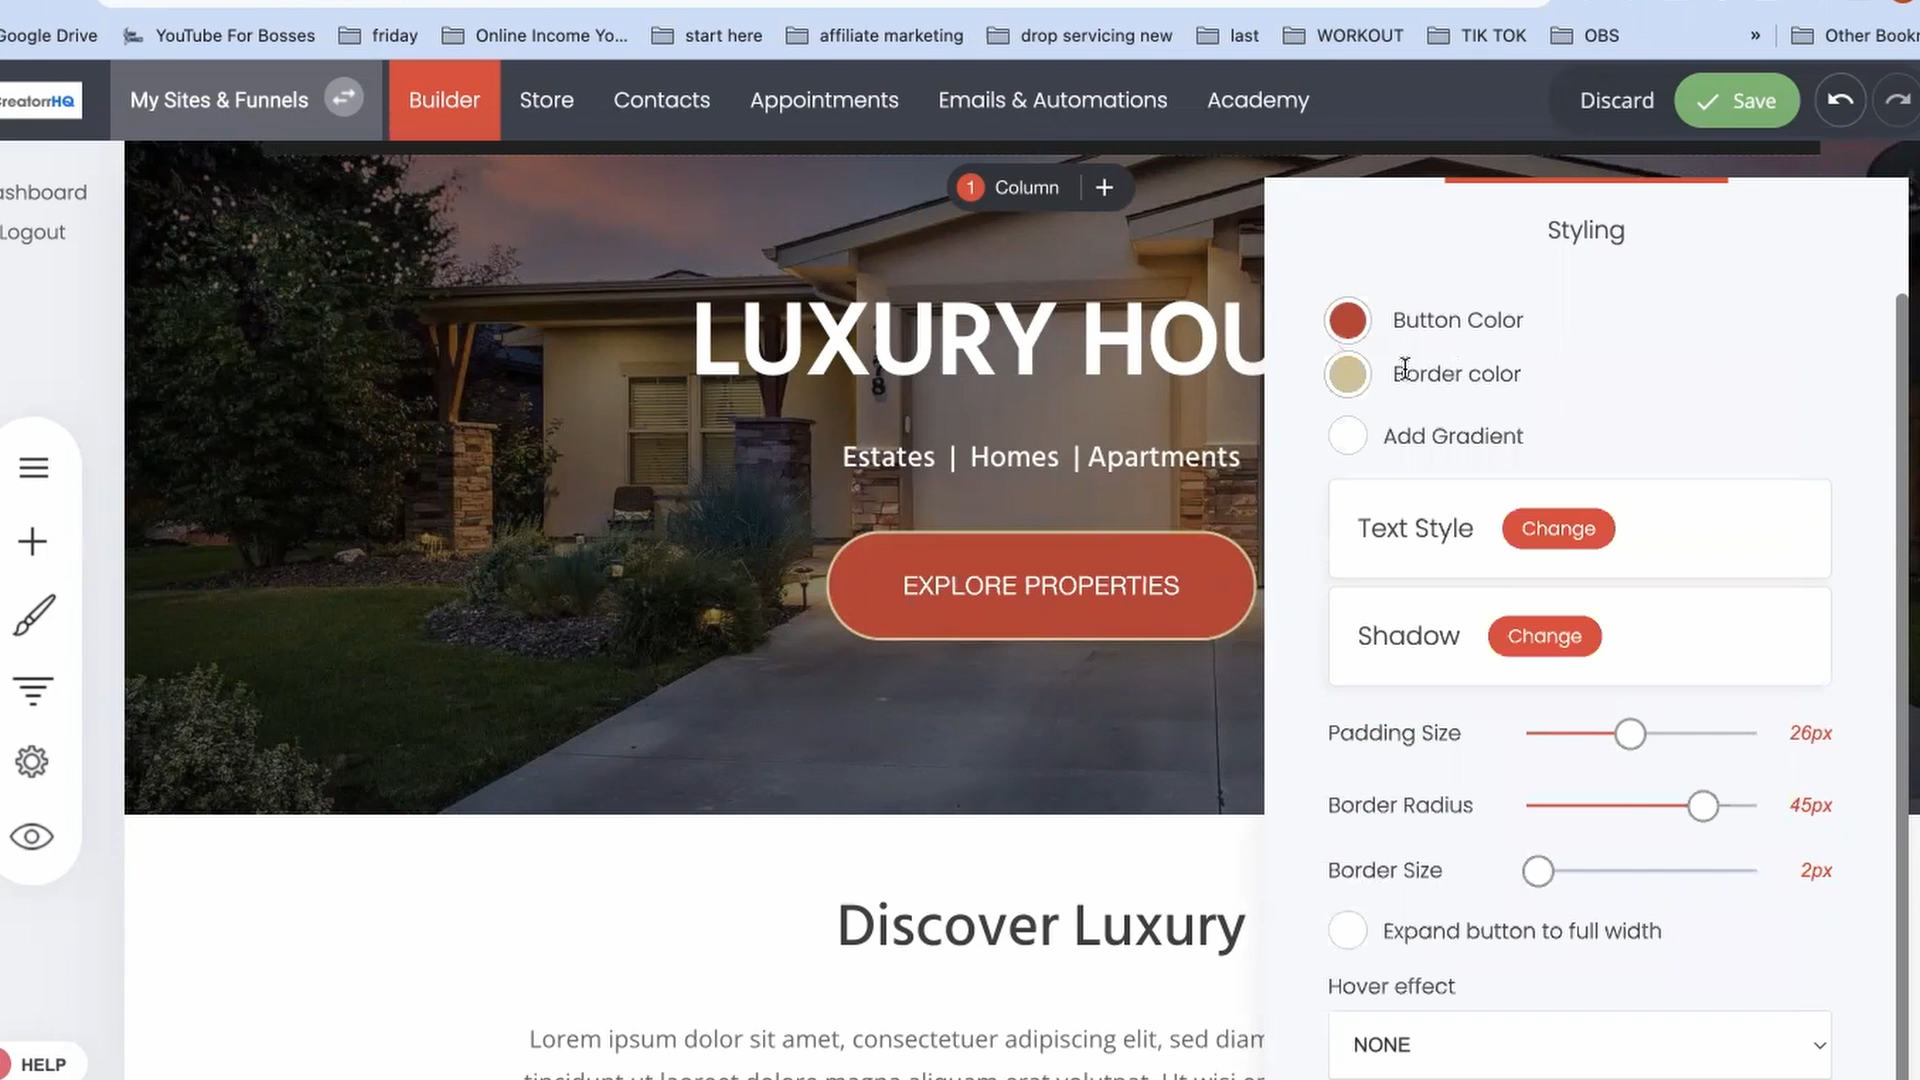 Google Drive YouTube For Bosses friday Online Income Yo... start here affiliate marketing drop servicing new last WORKOUT TIK TOK OBS » Other Bookr
CreatorrHQ My Sites & Funnels Builder Store Contacts Appointments Emails & Automations Academy Discard Save
ashboard
Logout
1 Column +
Styling
LUXURY HOU
Button Color
Border color
Estates | Homes | Apartments
Add Gradient
Text Style Change
EXPLORE PROPERTIES
Shadow Change
Padding Size 26px
Border Radius 45px
Border Size 2px
Discover Luxury
Expand button to full width
Hover effect
Lorem ipsum dolor sit amet, consectetuer adipiscing elit, sed diam
NONE
HELP